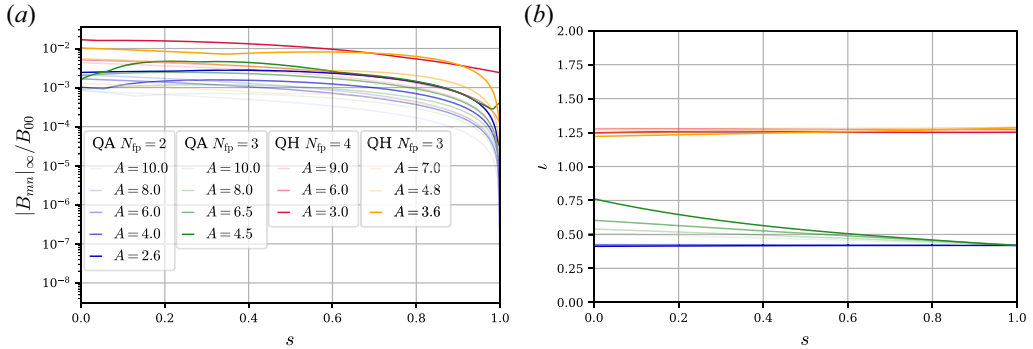 (a)
(b)
10⁻²
10⁻³
10⁻⁴
10⁻⁵
10⁻⁶
10⁻⁷
10⁻⁸
|B_mn|_∞/B_00
QA N_fp = 2
A = 10.0
A = 8.0
A = 6.0
A = 4.0
A = 2.6
QA N_fp = 3
A = 10.0
A = 8.0
A = 6.5
A = 4.5
QH N_fp = 4
A = 9.0
A = 6.0
A = 3.0
QH N_fp = 3
A = 7.0
A = 4.8
A = 3.6
0.0 0.2 0.4 0.6 0.8 1.0
s
2.00
1.75
1.50
1.25
1.00
0.75
0.50
0.25
0.00
ι
0.0 0.2 0.4 0.6 0.8 1.0
s